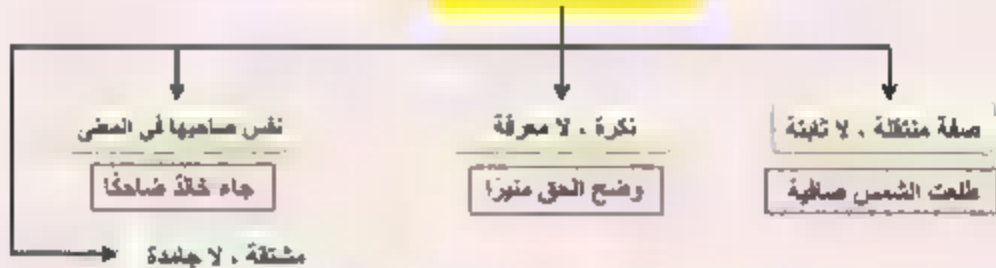 صفة منتقلة ، لا ثابتة
طلعت الشمس صافية
نكرة ، لا معرفة
وضح الحق منيرًا
نفس صاحبها في المعنى
جاء خالدٌ ضاحكًا
مشتقة ، لا جامدة